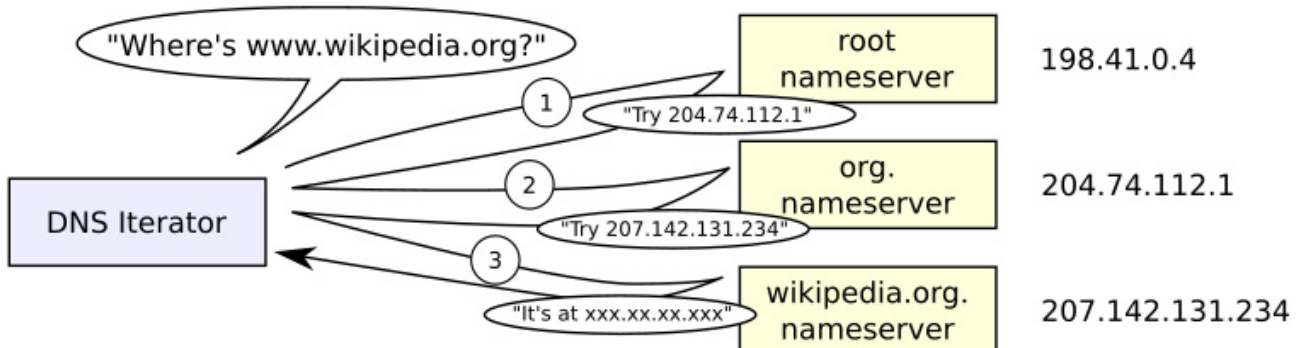 "Where's www.wikipedia.org?"
root
nameserver
198.41.0.4
1
"Try 204.74.112.1"
org.
nameserver
204.74.112.1
2
DNS Iterator
"Try 207.142.131.234"
3
wikipedia.org.
nameserver
207.142.131.234
"It's at xxx.xx.xx.xxx"